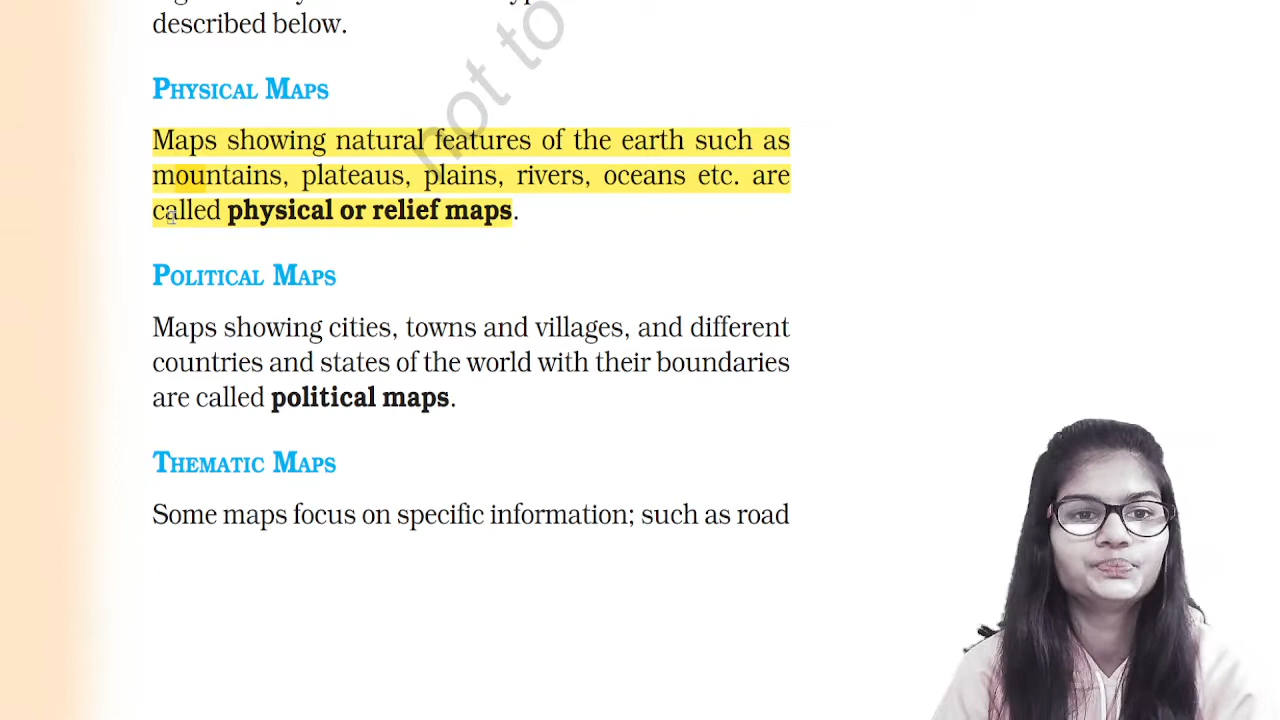 described below.
not to
PHYSICAL MAPS
Maps showing natural features of the earth such as
mountains, plateaus, plains, rivers, oceans etc. are
called physical or relief maps.
POLITICAL MAPS
Maps showing cities, towns and villages, and different
countries and states of the world with their boundaries
are called political maps.
THEMATIC MAPS
Some maps focus on specific information; such as road